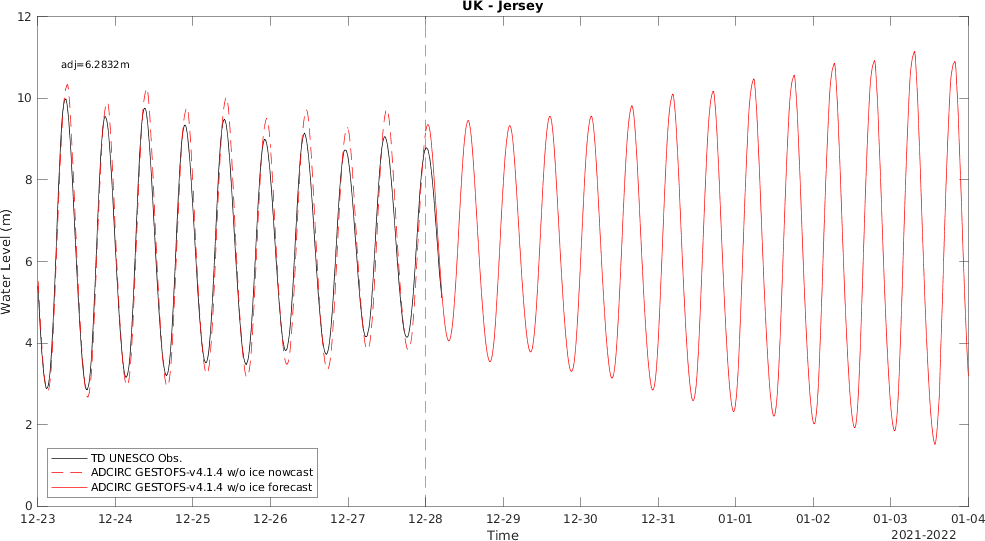 UK - Jersey
adj=6.2832m
12
10
8
6
4
2
0
Water Level (m)
TD UNESCO Obs.
ADCIRC GESTOFS-v4.1.4 w/o ice nowcast
ADCIRC GESTOFS-v4.1.4 w/o ice forecast
12-23 12-24 12-25 12-26 12-27 12-28 12-29 12-30 12-31 01-01 01-02 01-03 01-04
Time
2021-2022